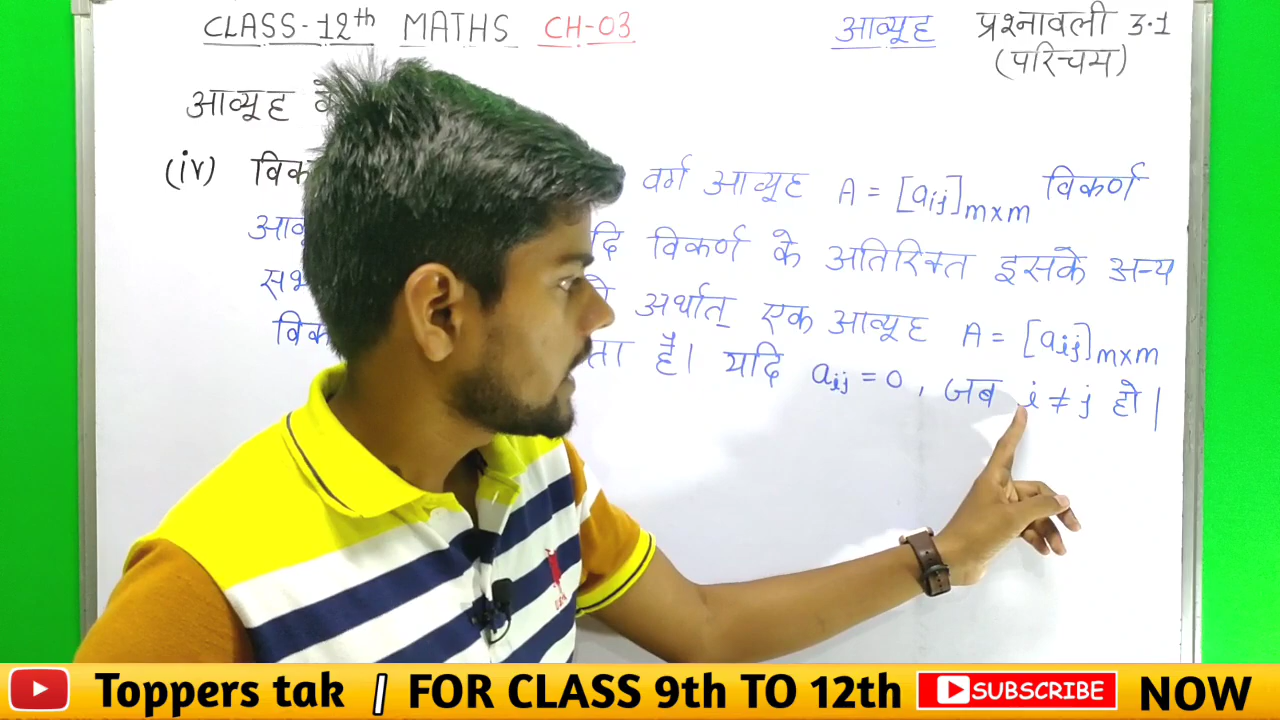 CLASS-12th MATHS CH-03 आव्यूह प्रश्नावली 3.1
(परिचय)
आव्यूह
(iv) वर्ग आव्यूह A = [aij]m×m विकर्ण
विकर्ण के अतिरिक्त इसके अन्य
अर्थात् एक आव्यूह A = [aij]m×m
है। यदि aij = 0, जब i ≠ j हो |
Toppers tak | FOR CLASS 9th TO 12th SUBSCRIBE NOW